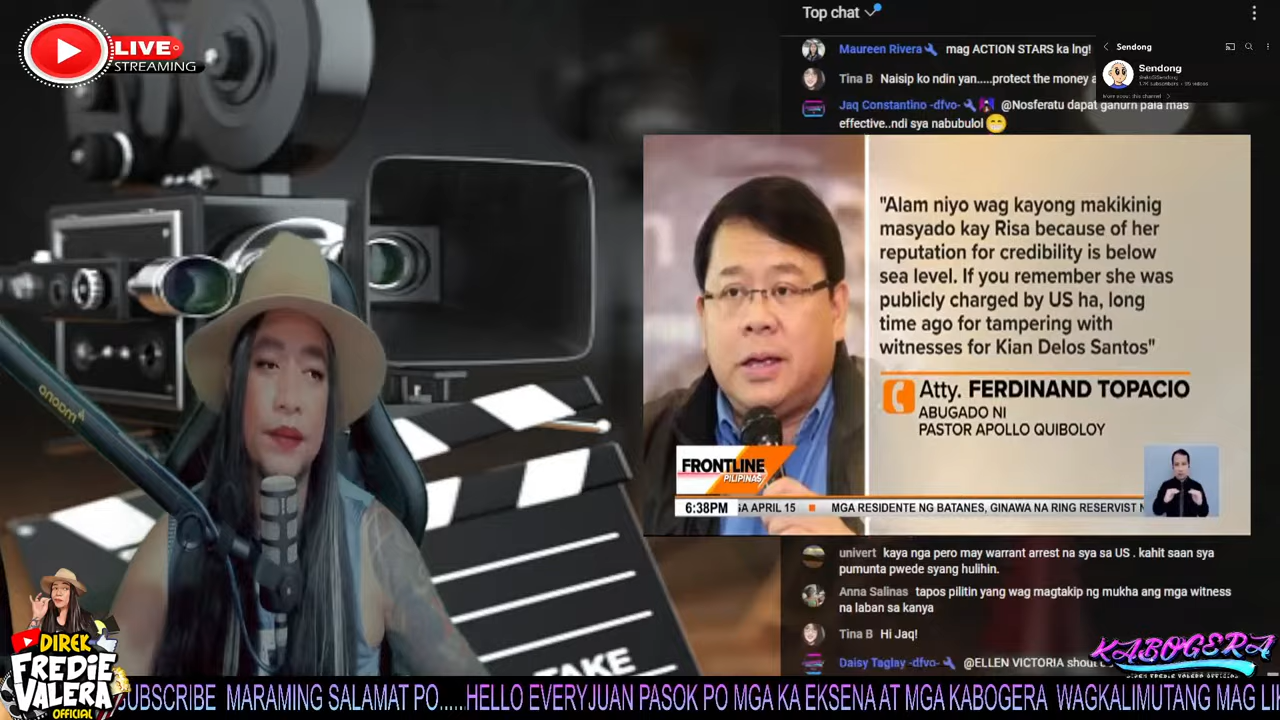 LIVE
STREAMING
Top chat
Maureen Rivera mag ACTION STARS ka lng!
Tina B Naisip ko ndin yan.....protect the money a
Jaq Constantino -dfvo- @Nosferatu dapat
effective..ndi sya nabubulol
Sendong
Sendong
"Alam niyo wag kayong makikinig
masyado kay Risa because of her
reputation for credibility is below
sea level. If you remember she was
publicly charged by US ha, long
time ago for tampering with
witnesses for Kian Delos Santos"
Atty. FERDINAND TOPACIO
ABUGADO NI
PASTOR APOLLO QUIBOLOY
FRONTLINE
PILIPINAS
6:38PM GA APRIL 15 MGA RESIDENTE NG BATANES, GINAWA NA RING RESERVIST
univert kaya nga pero may warrant arrest na sya sa US . kahit saan sya
pumunta pwede syang hulihin.
Anna Salinas tapos pilitin yang wag magtakip ng mukha ang mga witness
na laban sa kanya
Tina B Hi Jaq!
Daisy Taglay -dfvo- @ELLEN VICTORIA shout
maono
TAKE
DIREK
FREDIE
VALERA
OFFICIAL
KABOGERA
SUBSCRIBE MARAMING SALAMAT PO.....HELLO EVERYJUAN PASOK PO MGA KA EKSENA AT MGA KABOGERA WAGKALIMUTANG MAG LI